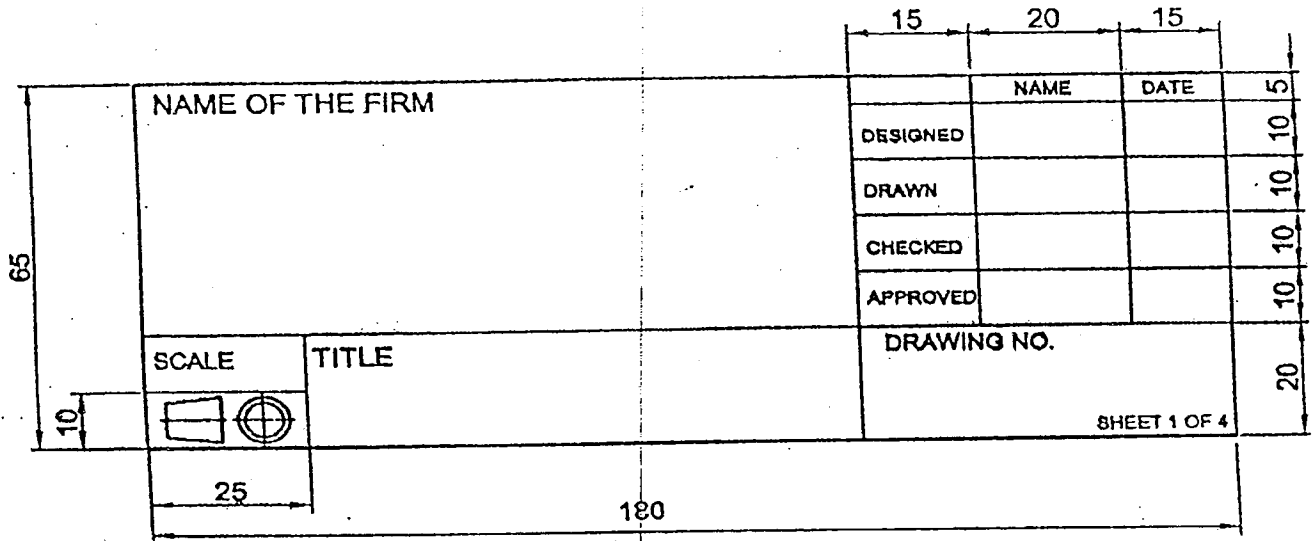 15 20 15
NAME OF THE FIRM
NAME DATE 5
DESIGNED 10
DRAWN 10
CHECKED 10
APPROVED 10
65
SCALE TITLE DRAWING NO.
20
10
SHEET 1 OF 4
25
180